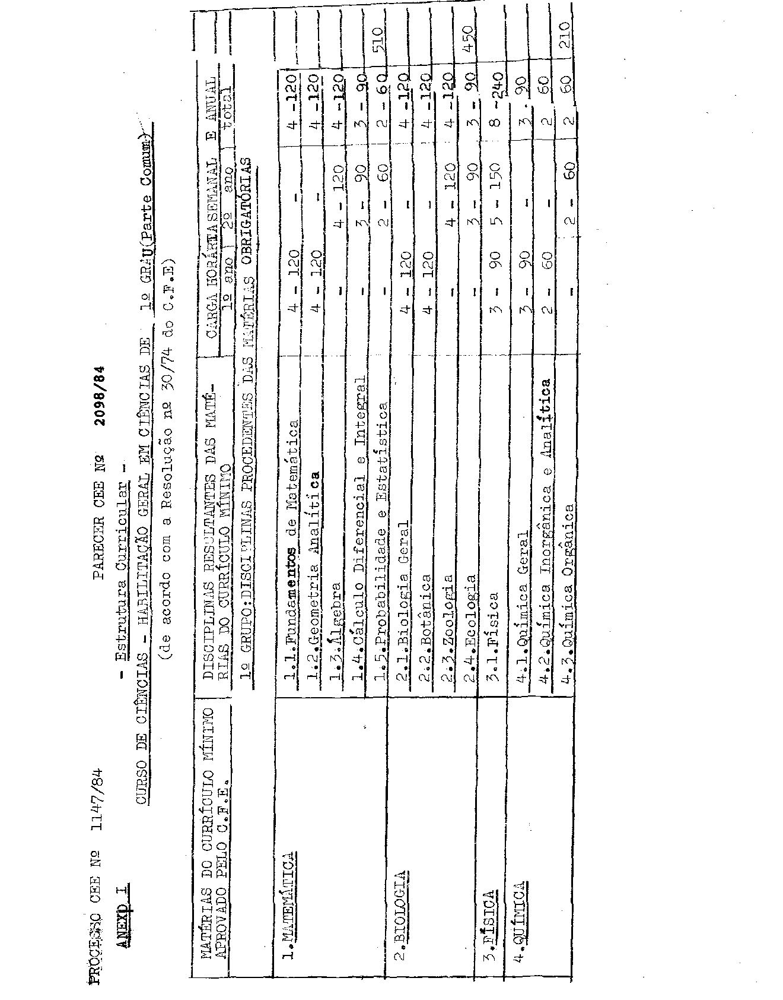 PROCESSO CEE Nº 1147/84 PARECER CEE Nº 2098/84
ANEXO I - Estrutura Curricular -
CURSO DE CIÊNCIAS - HABILITAÇÃO GERAL EM CIÊNCIAS DE 1º GRAU(Parte Comum)
(de acordo com a Resolução nº 30/74 do C.F.E)
MATÉRIAS DO CURRÍCULO MÍNIMO DISCIPLINAS RESULTANTES DAS MATÉ- CARGA HORÁRIA SEMANAL E ANUAL
APROVADO PELO C.F.E. RIAS DO CURRÍCULO MÍNIMO 1º ano 2º ano total
1º GRUPO:DISCIPLINAS PROCEDENTES DAS MATÉRIAS OBRIGATÓRIAS
1.MATEMÁTICA 1.1.Fundamentos de Matemática 4 - 120 - 4 -120
1.2.Geometria Analítica 4 - 120 - 4 -120
1.3.Álgebra - 4 - 120 4 -120
1.4.Cálculo Diferencial e Integral - 3 - 90 3 - 90
1.5.Probabilidade e Estatística - 2 - 60 2 - 60 510
2.BIOLOGIA 2.1.Biologia Geral 4 - 120 - 4 -120
2.2.Botânica 4 - 120 - 4 -120
2.3.Zoologia - 4 - 120 4 -120
2.4.Ecologia - 3 - 90 3 - 90 450
3.FÍSICA 3.1.Física 3 - 90 5 - 150 8 -240
4.QUÍMICA 4.1.Química Geral 3 - 90 - 3. 90
4.2.Química Inorgânica e Analítica 2 - 60 - 2 60
4.3.Química Orgânica - 2 - 60 2 60 210